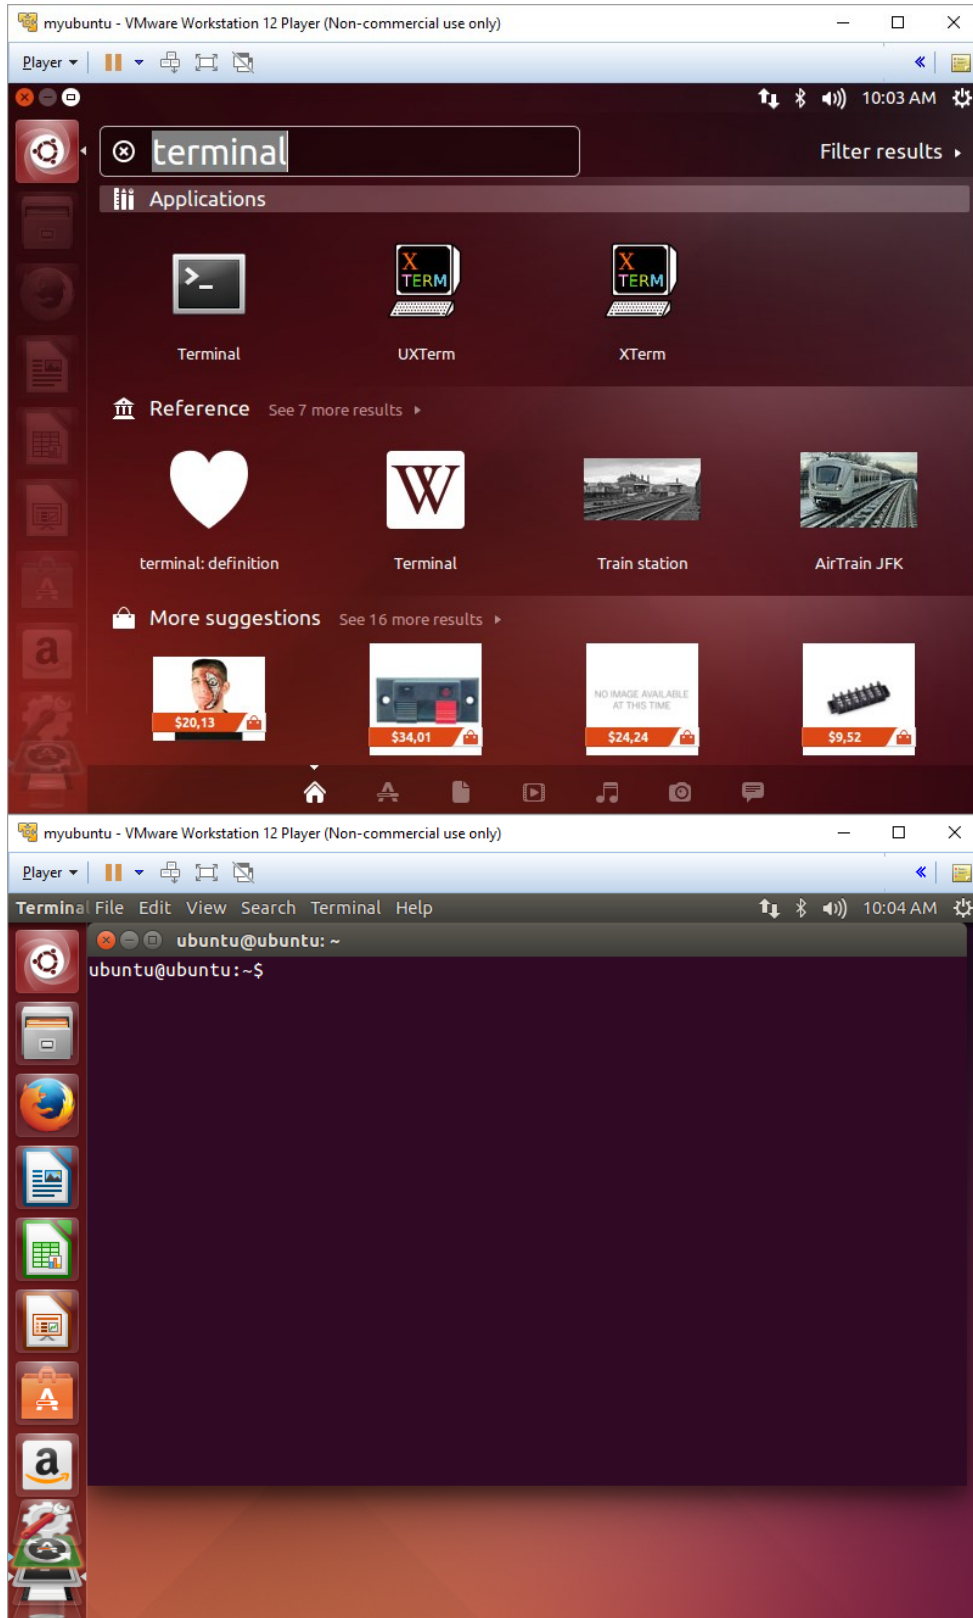 myubuntu - VMware Workstation 12 Player (Non-commercial use only)
Player
10:03 AM
terminal
Filter results
Applications
>_
X TERM
X TERM
Terminal
UXTerm
XTerm
Reference See 7 more results
W
terminal: definition
Terminal
Train station
AirTrain JFK
More suggestions See 16 more results
NO IMAGE AVAILABLE
AT THIS TIME
$20,13
$34,01
$24,24
$9,52
a
myubuntu - VMware Workstation 12 Player (Non-commercial use only)
Player
Terminal File Edit View Search Terminal Help
10:04 AM
ubuntu@ubuntu: ~
ubuntu@ubuntu:~$
a